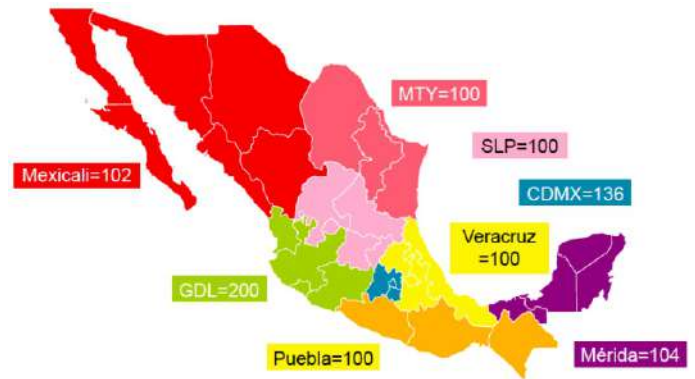 MTY=100
SLP=100
Mexicali=102
CDMX=136
Veracruz
=100
GDL=200
Puebla=100
Mérida=104